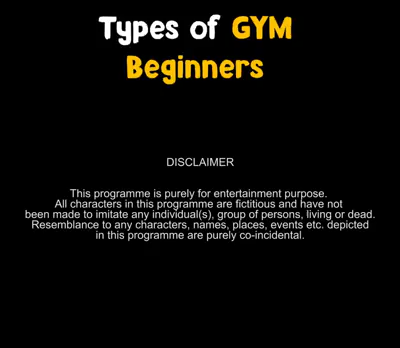 Types of GYM
Beginners
DISCLAIMER
This programme is purely for entertainment purpose.
All characters in this programme are fictitious and have not
been made to imitate any individual(s), group of persons, living or dead.
Resemblance to any characters, names, places, events etc. depicted
in this programme are purely co-incidental.